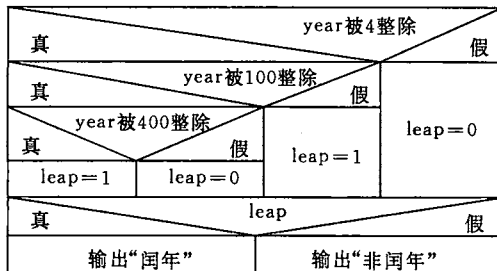 year被4整除
真 假
year被100整除
真 假
year被400整除
真 假
leap=1 leap=0 leap=1 leap=0
leap
真 假
输出“闰年” 输出“非闰年”